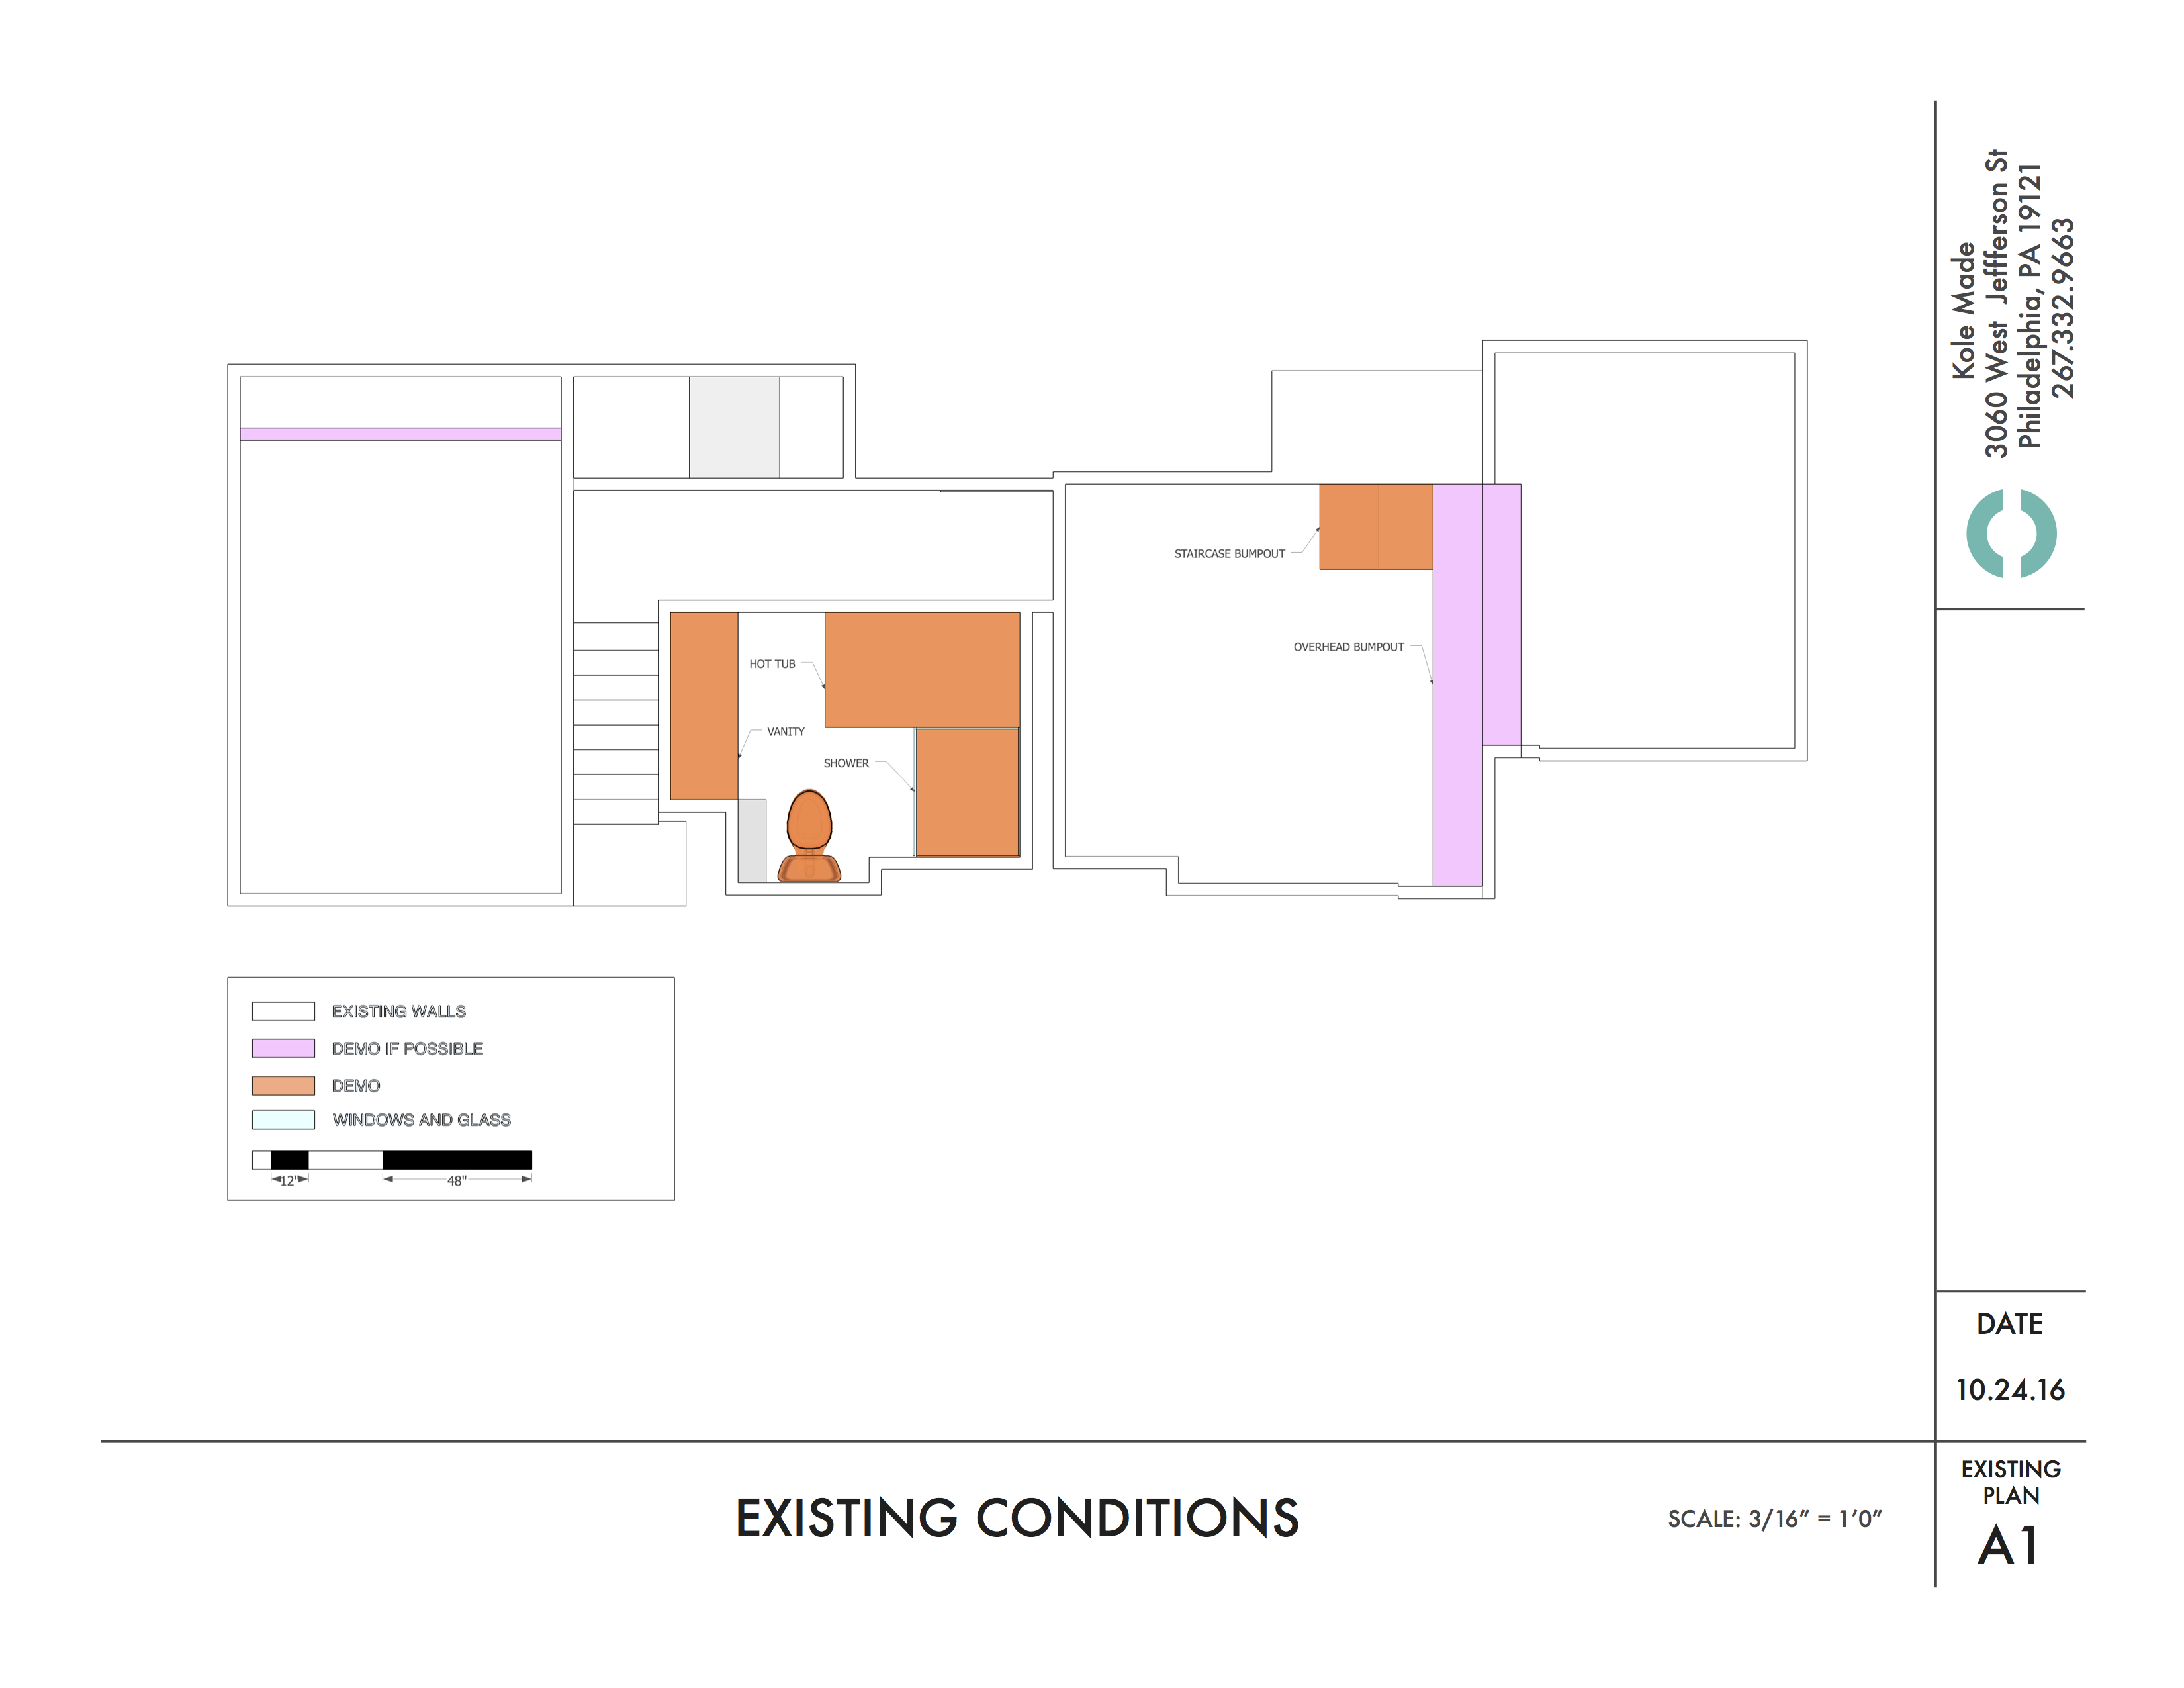 Kole Made
3060 West Jeffferson St
Philadelphia, PA 19121
267.332.9663
STAIRCASE BUMPOUT
OVERHEAD BUMPOUT
HOT TUB
VANITY
SHOWER
EXISTING WALLS
DEMO IF POSSIBLE
DEMO
WINDOWS AND GLASS
12"
48"
DATE
10.24.16
EXISTING CONDITIONS
SCALE: 3/16” = 1’0”
EXISTING
PLAN
A1